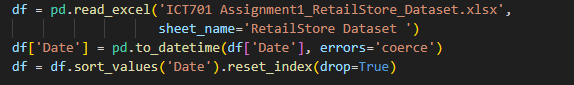 df = pd.read_excel('ICT701 Assignment1_RetailStore_Dataset.xlsx',
                   sheet_name='RetailStore Dataset ')
df['Date'] = pd.to_datetime(df['Date'], errors='coerce')
df = df.sort_values('Date').reset_index(drop=True)